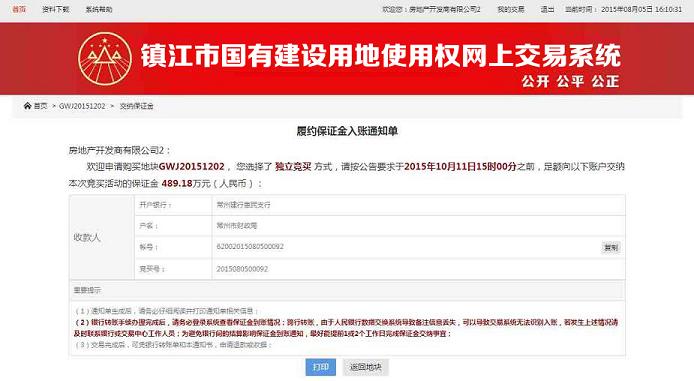 首页 资料下载 系统帮助 欢迎您：房地产开发商有限公司2 我的交易 退出 当前时间： 2015年08月05日 16:10:31
镇江市国有建设用地使用权网上交易系统
公开 公平 公正
首页 > GWJ20151202 > 交纳保证金
履约保证金入账通知单
房地产开发商有限公司2：
欢迎申请购买地块GWJ20151202， 您选择了 独立竞买 方式，请按公告要求于2015年10月11日15时00分之前，足额向以下账户交纳
本次竞买活动的保证金 489.18万元（人民币）：
收款人
开户银行： 常州建行惠民支行
户名： 常州市财政局
帐号： 62002015080500092 复制
竞买号： 2015080500092
重要提示
（1）通知单生成后，请务必仔细阅读并打印通知单相关信息；
（2）银行转账手续办理完成后，请务必登录系统查看保证金到账情况；跨行转账，由于人民银行数据交换系统导致备注信息丢失，可以导致交易系统无法识别入账，若发生上述情况请
及时联系银行或交易中心工作人员；为避免银行间的结算影响保证金到账通知，最好能提前1或2个工作日完成保证金交纳事宜；
（3）交易完成后，可凭银行转账单和本通知书，申请退款或收据；
打印 返回地块